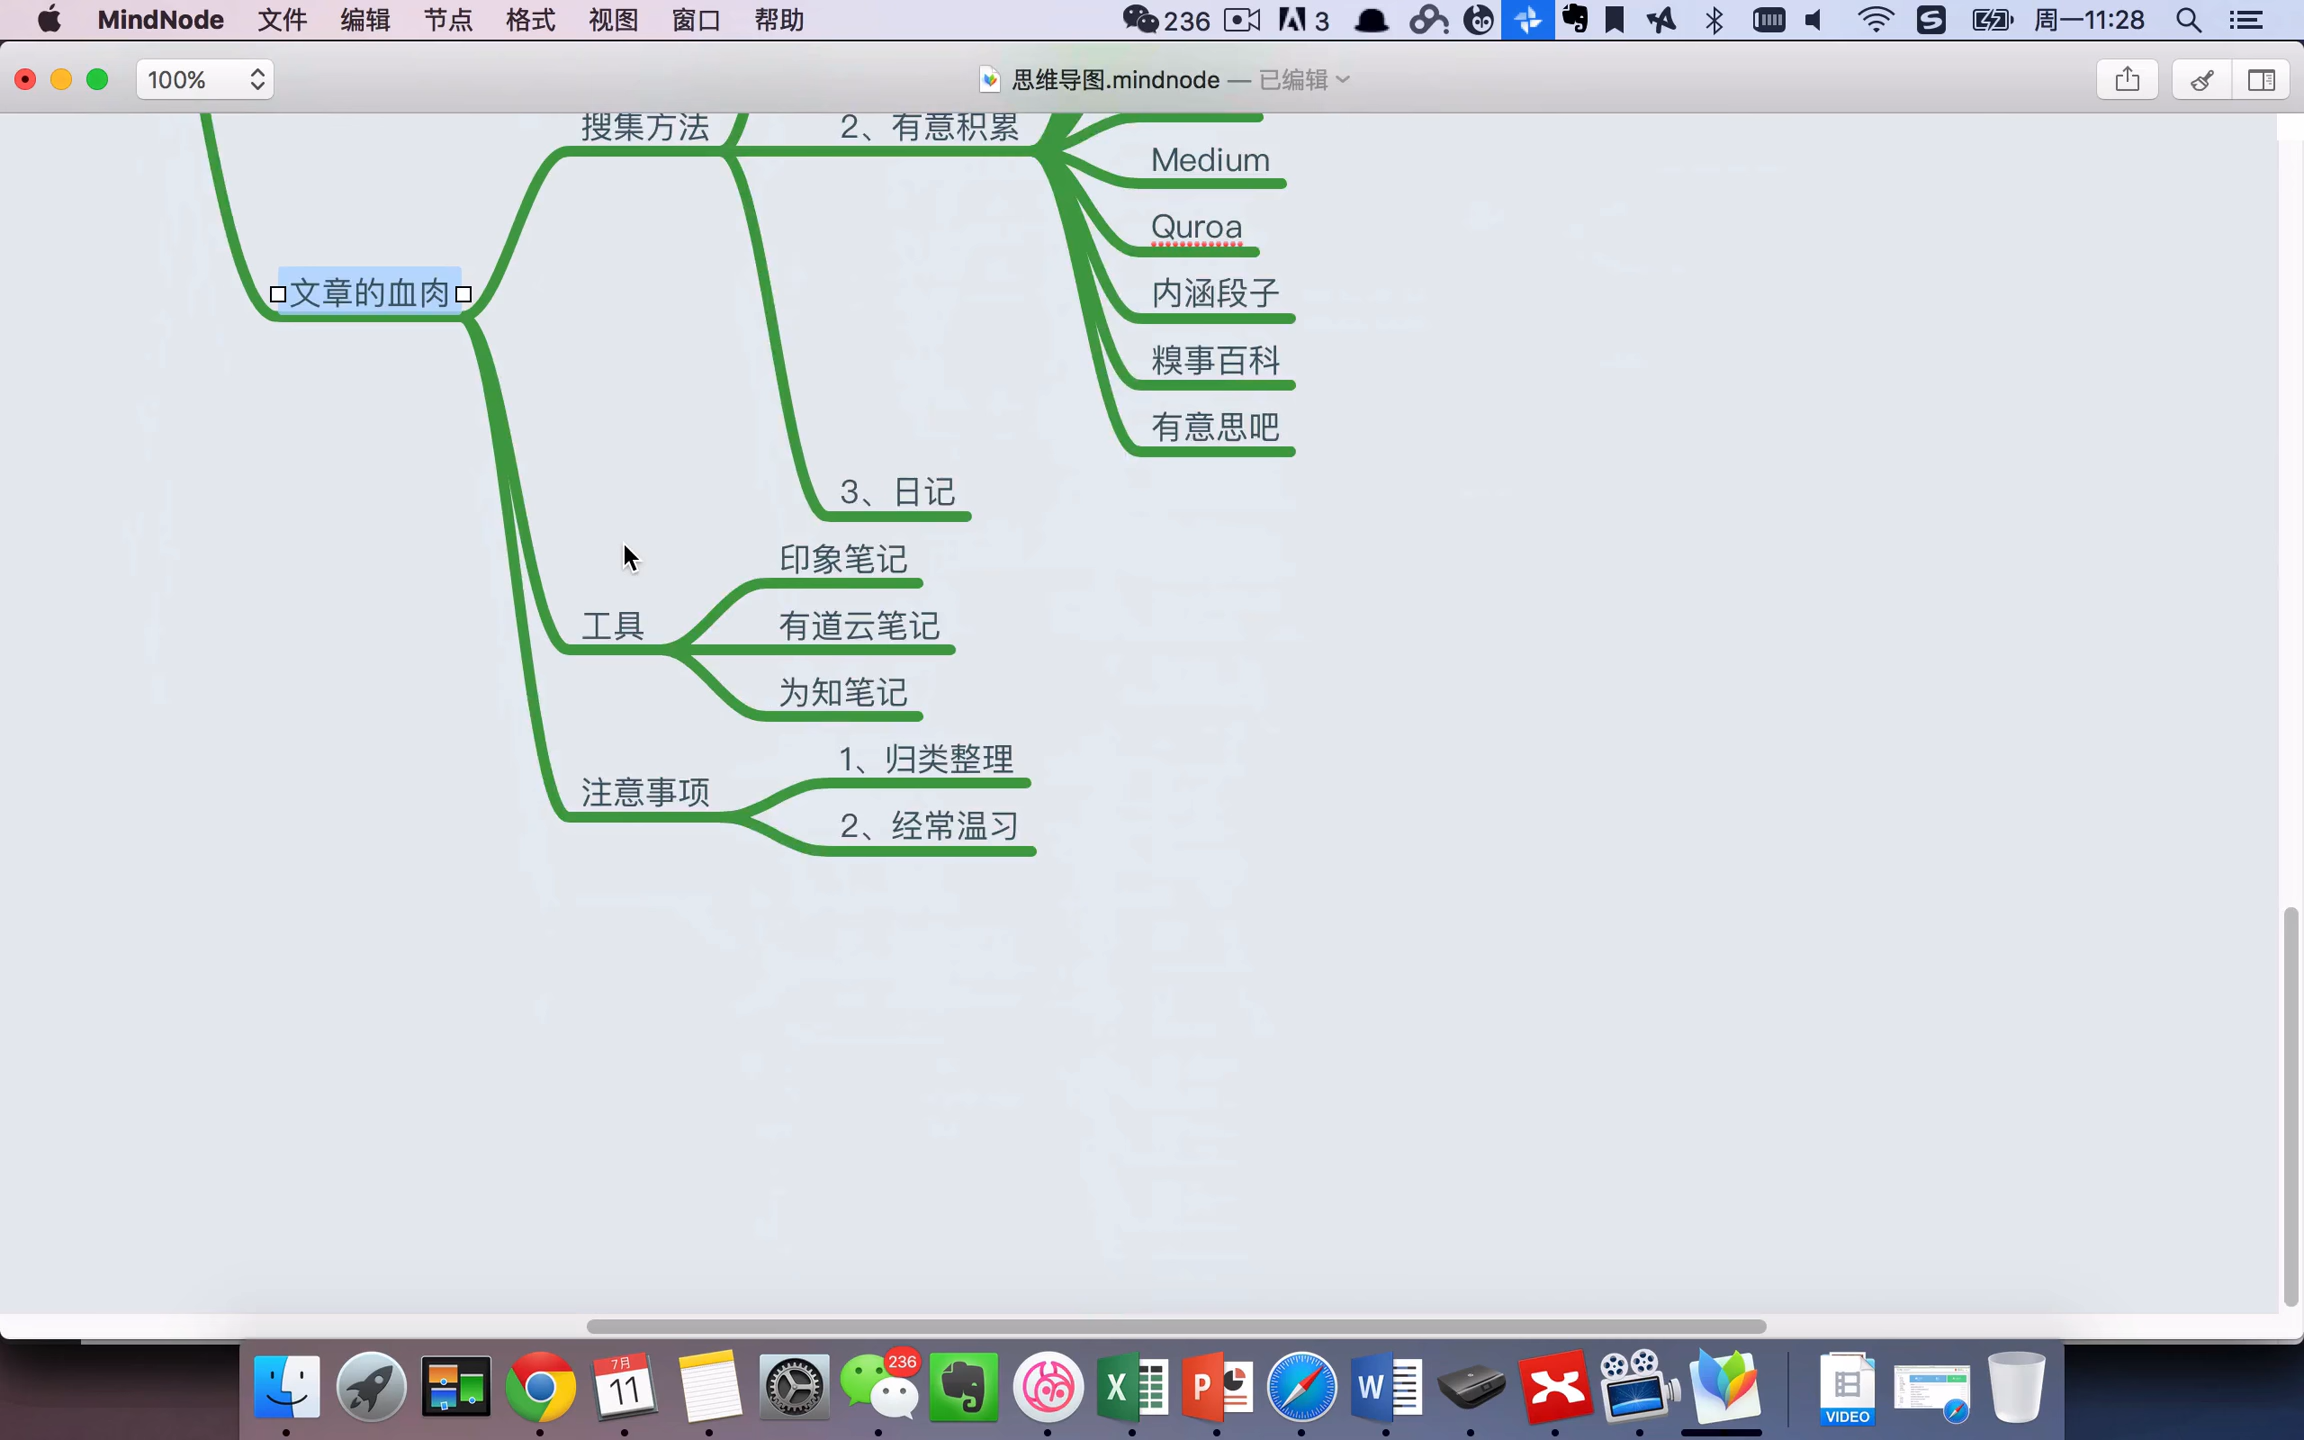 MindNode 文件 编辑 节点 格式 视图 窗口 帮助 236 3 周一11:28
100% 思维导图.mindnode — 已编辑
搜集方法
2、有意积累
Medium
Quroa
文章的血肉
内涵段子
糗事百科
有意思吧
3、日记
印象笔记
工具
有道云笔记
为知笔记
1、归类整理
注意事项
2、经常温习
7月
11
236
VIDEO